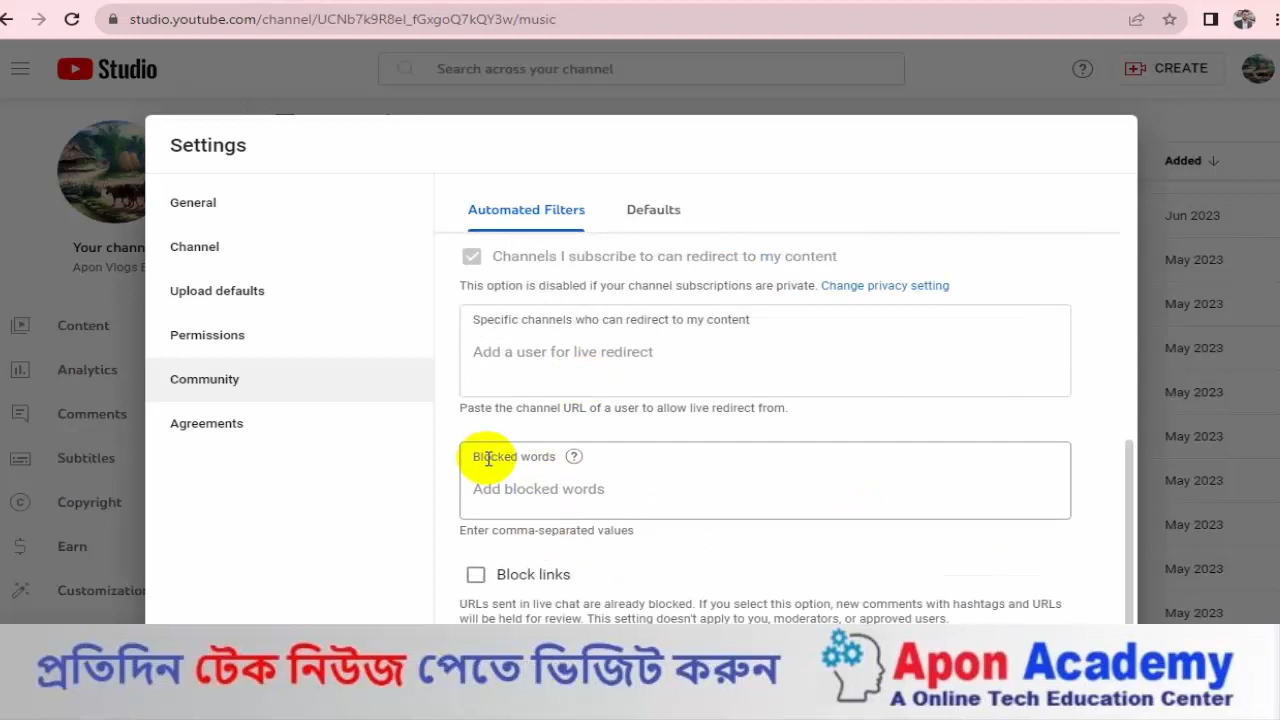 studio.youtube.com/channel/UCNb7k9R8eI_fGxgoQ7kQY3w/music
Studio
Search across your channel
CREATE
Settings
Added
General
Automated Filters
Defaults
Jun 2023
Your chann
Channel
Channels I subscribe to can redirect to my content
Apon Vlogs B
May 2023
This option is disabled if your channel subscriptions are private. Change privacy setting
Upload defaults
May 2023
Content
Specific channels who can redirect to my content
Permissions
Add a user for live redirect
May 2023
Analytics
Community
May 2023
Comments
Paste the channel URL of a user to allow live redirect from.
Agreements
May 2023
Subtitles
Blocked words
May 2023
Copyright
Add blocked words
May 2023
Earn
Enter comma-separated values
May 2023
Customization
Block links
May 2023
URLs sent in live chat are already blocked. If you select this option, new comments with hashtags and URLs
will be held for review. This setting doesn't apply to you, moderators, or approved users.
প্রতিদিন টেক নিউজ পেতে ভিজিট করুন
Apon Academy
A Online Tech Education Center